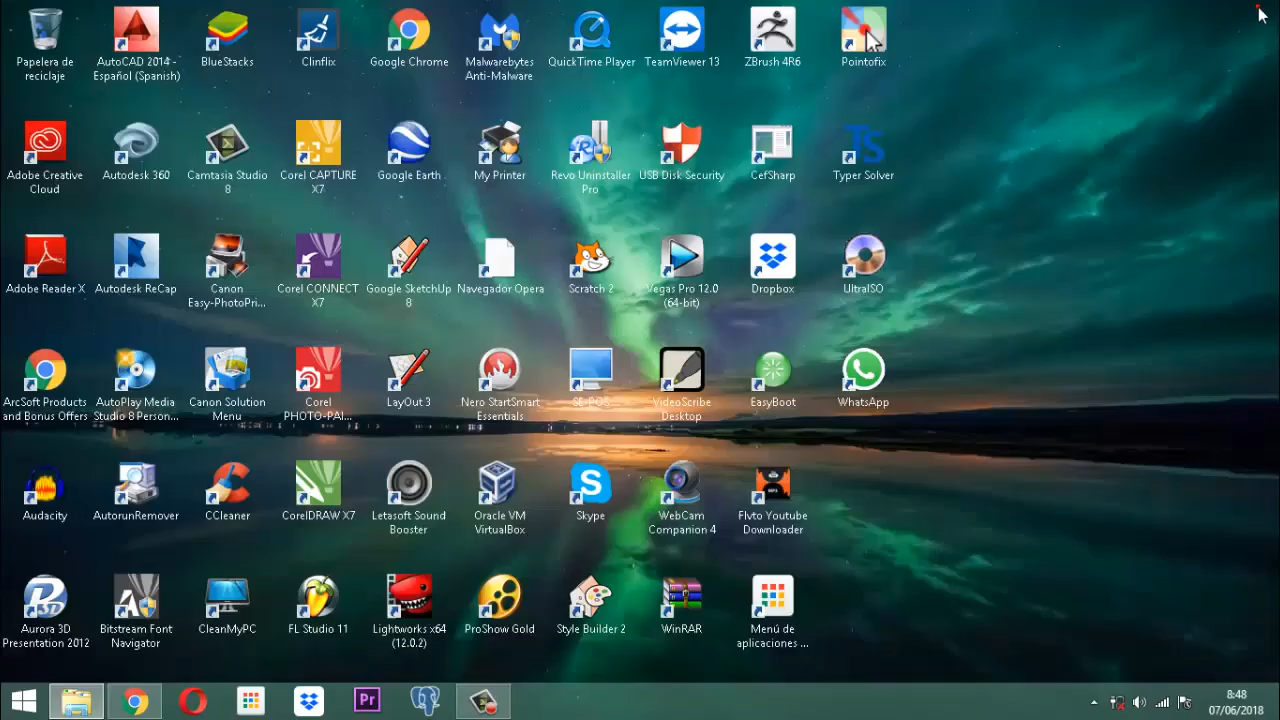 Papelera de
reciclaje
AutoCAD 2014 -
Español (Spanish)
BlueStacks
Clinflix
Google Chrome
Malwarebytes
Anti-Malware
QuickTime Player
TeamViewer 13
ZBrush 4R6
Pointofix
Adobe Creative
Cloud
Autodesk 360
Camtasia Studio
8
Corel CAPTURE
X7
Google Earth
My Printer
Revo Uninstaller
Pro
USB Disk Security
CefSharp
TS
Typer Solver
Adobe Reader X
Autodesk ReCap
Canon
Easy-PhotoPri...
Corel CONNECT
X7
Google SketchUp
8
Navegador Opera
Scratch 2
Vegas Pro 12.0
(64-bit)
Dropbox
UltraISO
ArcSoft Products
and Bonus Offers
AutoPlay Media
Studio 8 Person...
Canon Solution
Menu
Corel
PHOTO-PAI...
LayOut 3
Nero StartSmart
Essentials
VideoScribe
Desktop
EasyBoot
WhatsApp
Audacity
AutorunRemover
CCleaner
CorelDRAW X7
Letasoft Sound
Booster
Oracle VM
VirtualBox
Skype
WebCam
Companion 4
Flvto Youtube
Downloader
Aurora 3D
Presentation 2012
Bitstream Font
Navigator
CleanMyPC
FL Studio 11
Lightworks x64
(12.0.2)
ProShow Gold
Style Builder 2
WinRAR
Menú de
aplicaciones ...
Pr
8:48
07/06/2018